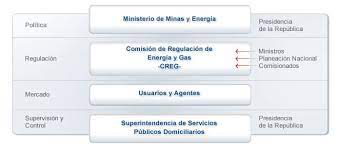 Política
Ministerio de Minas y Energía
Presidencia
de la República
Regulación
Comisión de Regulación de
Energía y Gas
-CREG-
Ministros
Planeación Nacional
Comisionados
Mercado
Usuarios y Agentes
Supervisión y
Control
Superintendencia de Servicios
Públicos Domiciliarios
Presidencia
de la República